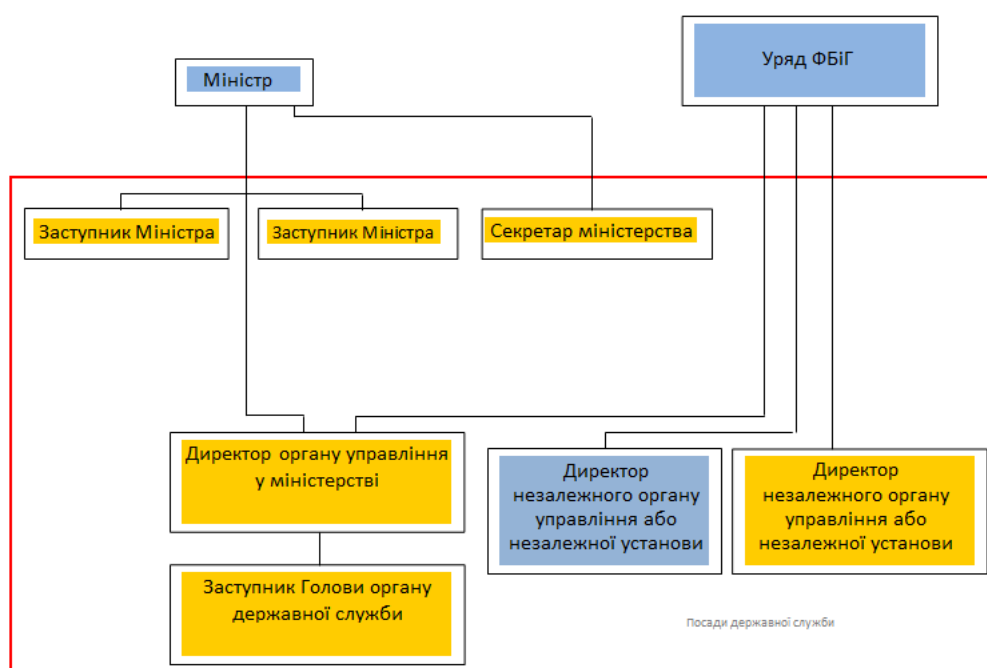 Уряд ФБіГ
Міністр
Заступник Міністра
Заступник Міністра
Секретар міністерства
Директор органу управління
у міністерстві
Директор
незалежного органу
управління або
незалежної установи
Директор
незалежного органу
управління або
незалежної установи
Заступник Голови органу
державної служби
Посади державної служби